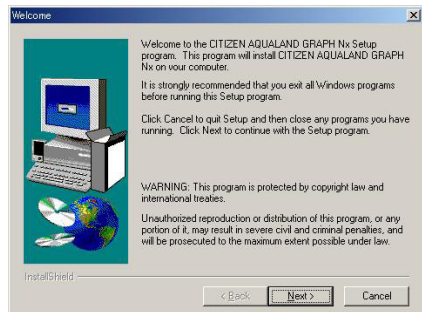 Welcome
Welcome to the CITIZEN AQUALAND GRAPH Nx Setup
program. This program will install CITIZEN AQUALAND GRAPH
Nx on your computer.
It is strongly recommended that you exit all Windows programs
before running this Setup program.
Click Cancel to quit Setup and then close any programs you have
running. Click Next to continue with the Setup program.
WARNING: This program is protected by copyright law and
international treaties.
Unauthorized reproduction or distribution of this program, or any
portion of it, may result in severe civil and criminal penalties, and
will be prosecuted to the maximum extent possible under law.
InstallShield
< Back Next > Cancel